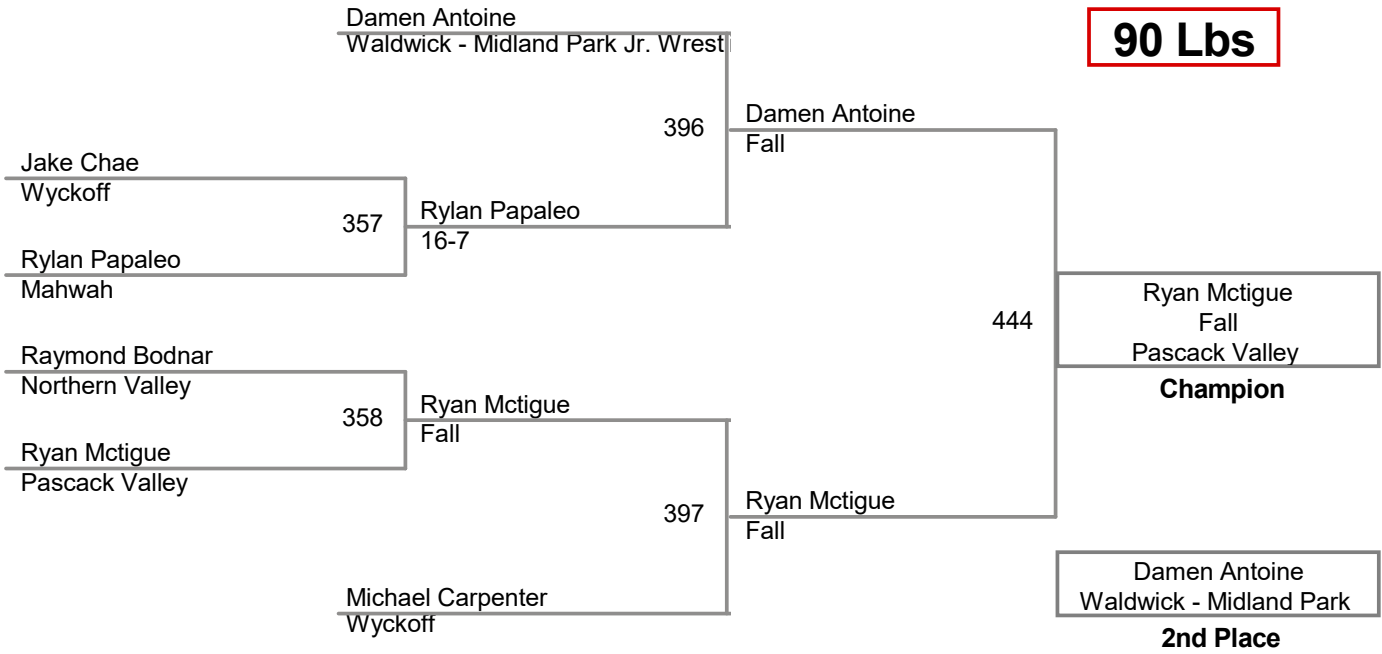 Damen Antoine
Waldwick - Midland Park Jr. Wrest
90 Lbs
396
Damen Antoine
Fall
Jake Chae
Wyckoff
357
Rylan Papaleo
16-7
Rylan Papaleo
Mahwah
444
Ryan Mctigue
Fall
Pascack Valley
Champion
Raymond Bodnar
Northern Valley
358
Ryan Mctigue
Fall
Ryan Mctigue
Pascack Valley
397
Ryan Mctigue
Fall
Michael Carpenter
Wyckoff
Damen Antoine
Waldwick - Midland Park
2nd Place